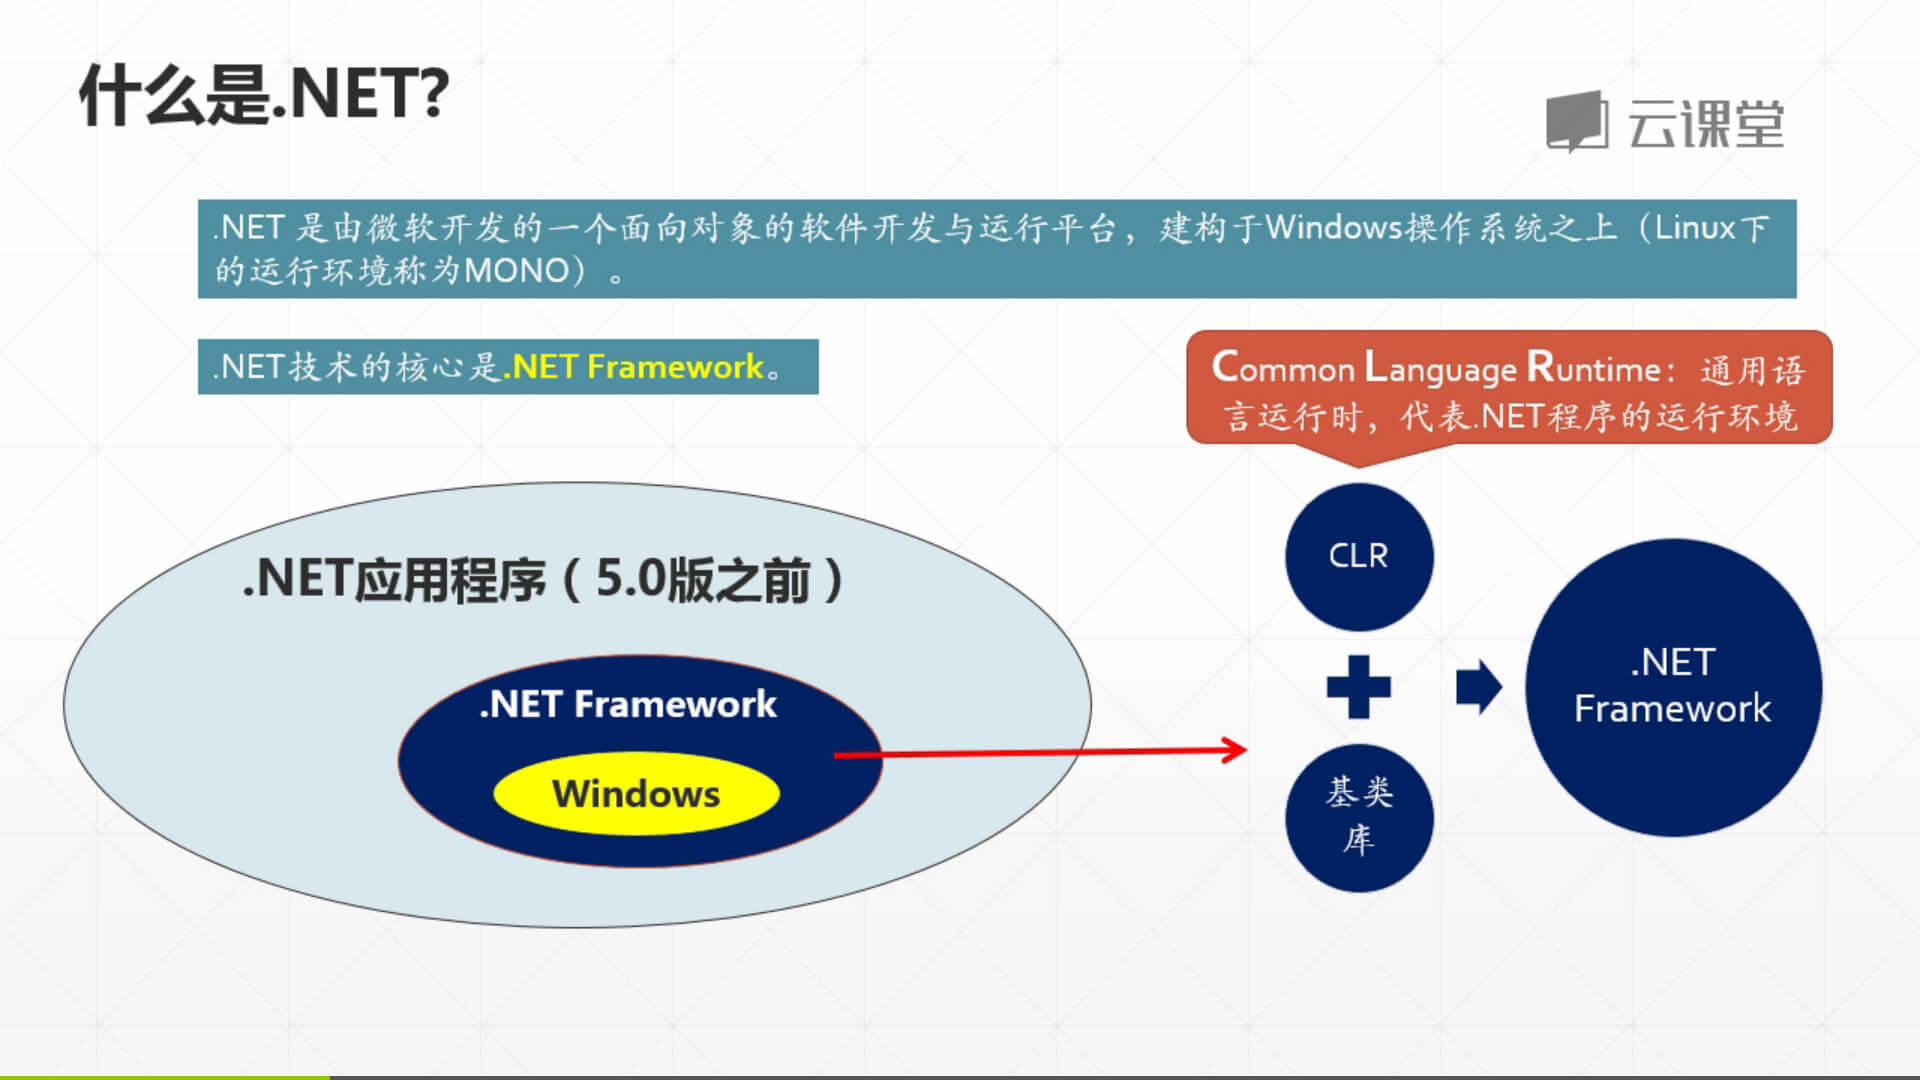 什么是.NET?
云课堂
.NET 是由微软开发的一个面向对象的软件开发与运行平台，建构于Windows操作系统之上（Linux下
的运行环境称为MONO）。
.NET技术的核心是.NET Framework。
Common Language Runtime：通用语
言运行时，代表.NET程序的运行环境
.NET应用程序（5.0版之前）
.NET Framework
Windows
CLR
基类
库
.NET
Framework